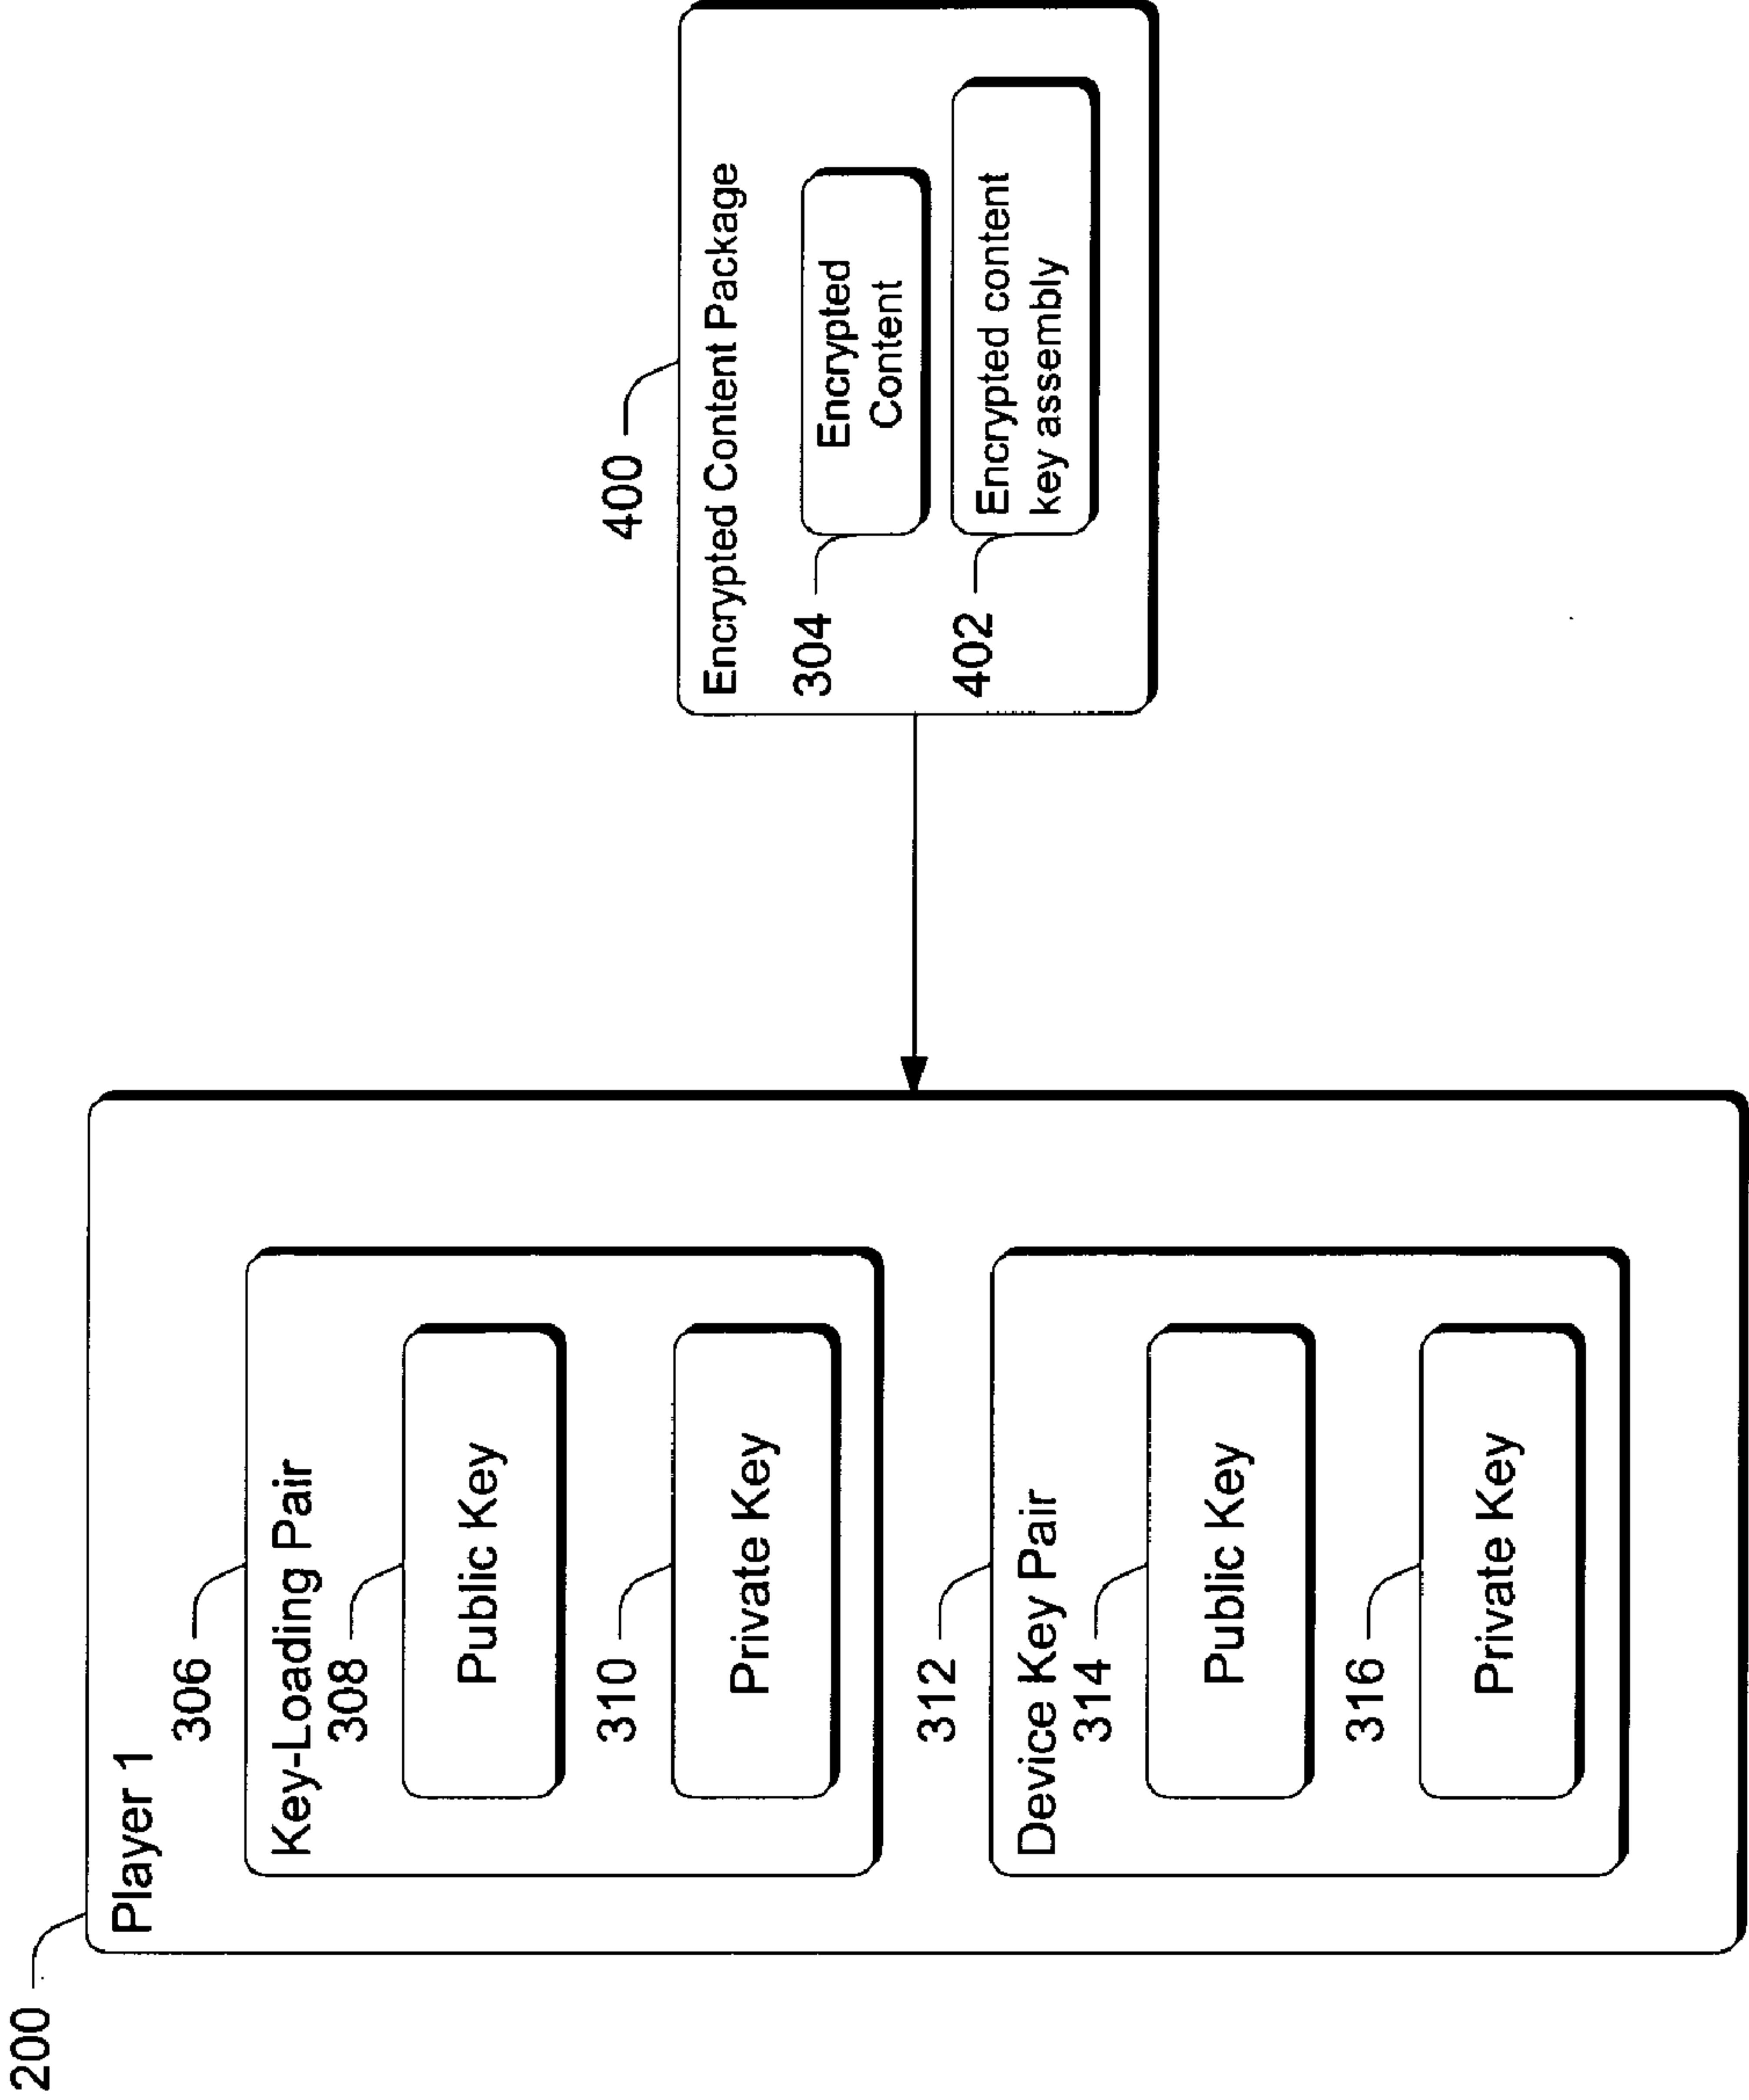 200
Player 1
306
Key-Loading Pair
308
Public Key
310
Private Key
312
Device Key Pair
314
Public Key
316
Private Key
400
Encrypted Content Package
304
Encrypted
Content
402
Encrypted content
key assembly